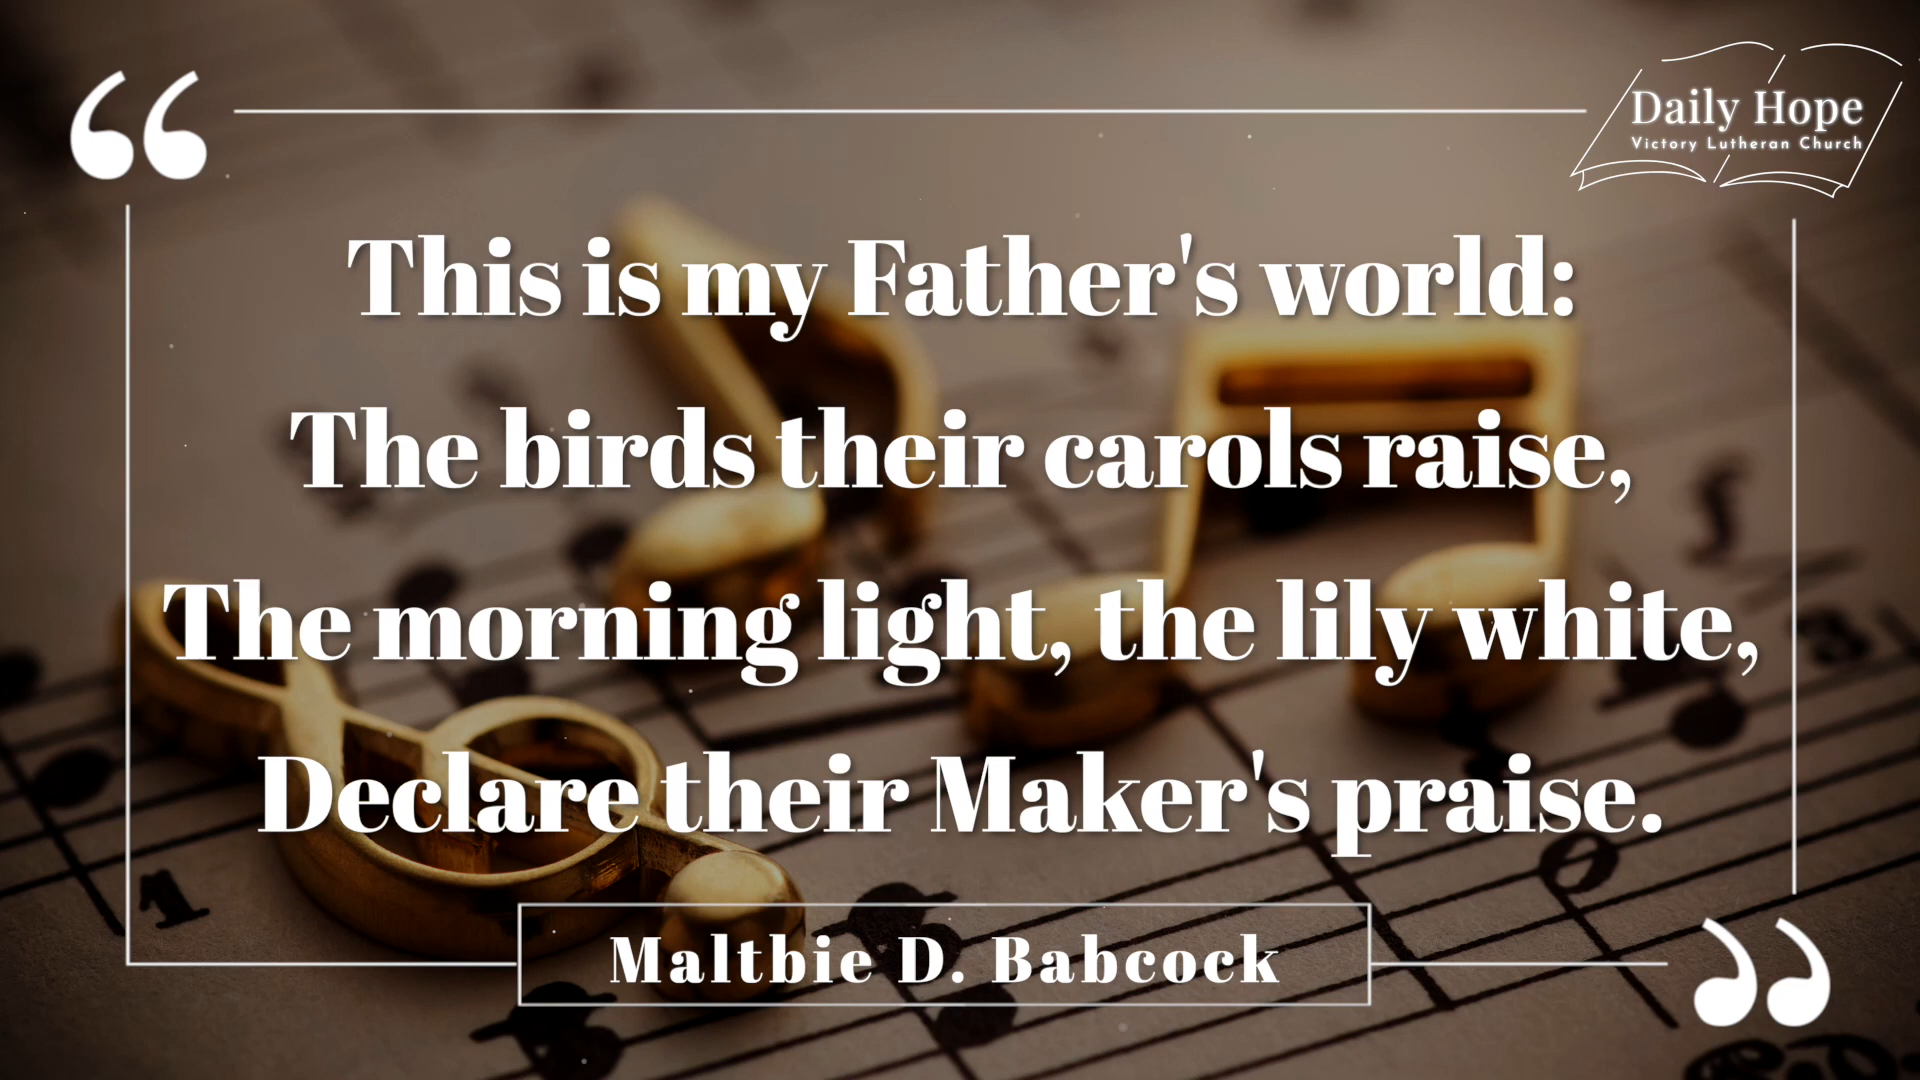 Daily Hope
Victory Lutheran Church
This is my Father's world:
The birds their carols raise,
The morning light, the lily white,
Declare their Maker's praise.
Maltbie D. Babcock